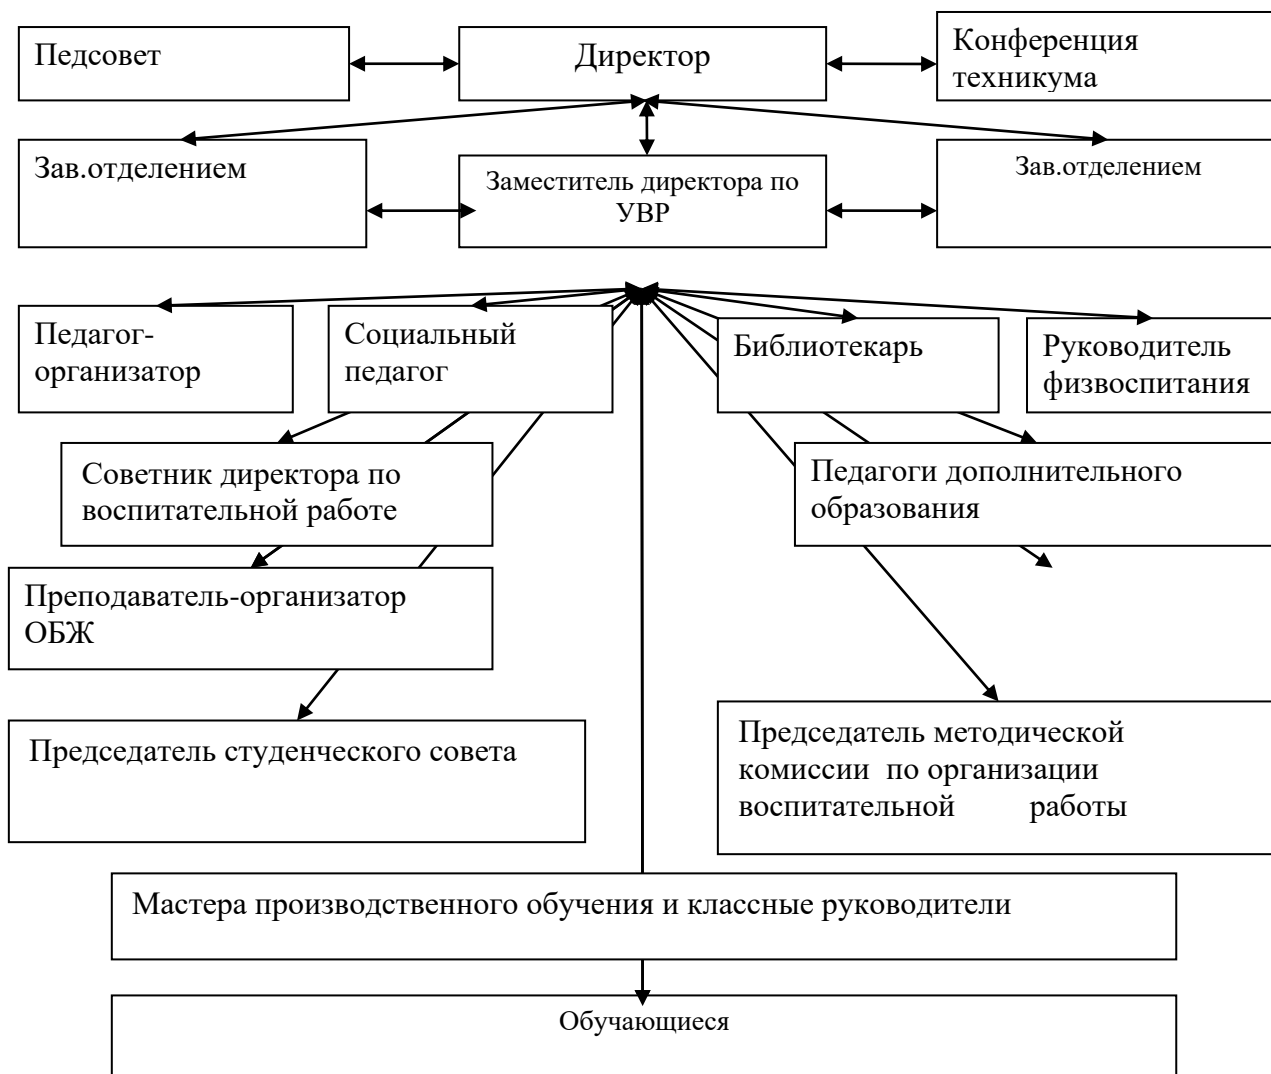 Педсовет
Директор
Конференция
техникума
Зав.отделением
Заместитель директора по
УВР
Зав.отделением
Педагог-
организатор
Социальный
педагог
Библиотекарь
Руководитель
физвоспитания
Советник директора по
воспитательной работе
Педагоги дополнительного
образования
Преподаватель-организатор
ОБЖ
Председатель студенческого совета
Председатель методической
комиссии по организации
воспитательной работы
Мастера производственного обучения и классные руководители
Обучающиеся